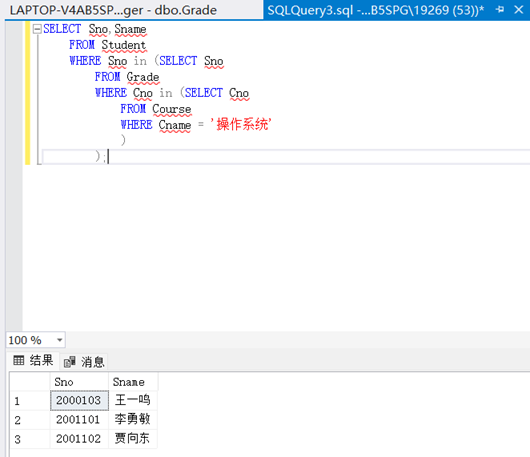 LAPTOP-V4AB5SP...ger - dbo.Grade
SQLQuery3.sql -...B5SPG\19269 (53))*
SELECT Sno,Sname
FROM Student
WHERE Sno in (SELECT Sno
FROM Grade
WHERE Cno in (SELECT Cno
FROM Course
WHERE Cname = '操作系统'
)
);
100 %
结果 消息
Sno Sname
1 2000103 王一鸣
2 2001101 李勇敏
3 2001102 贾向东